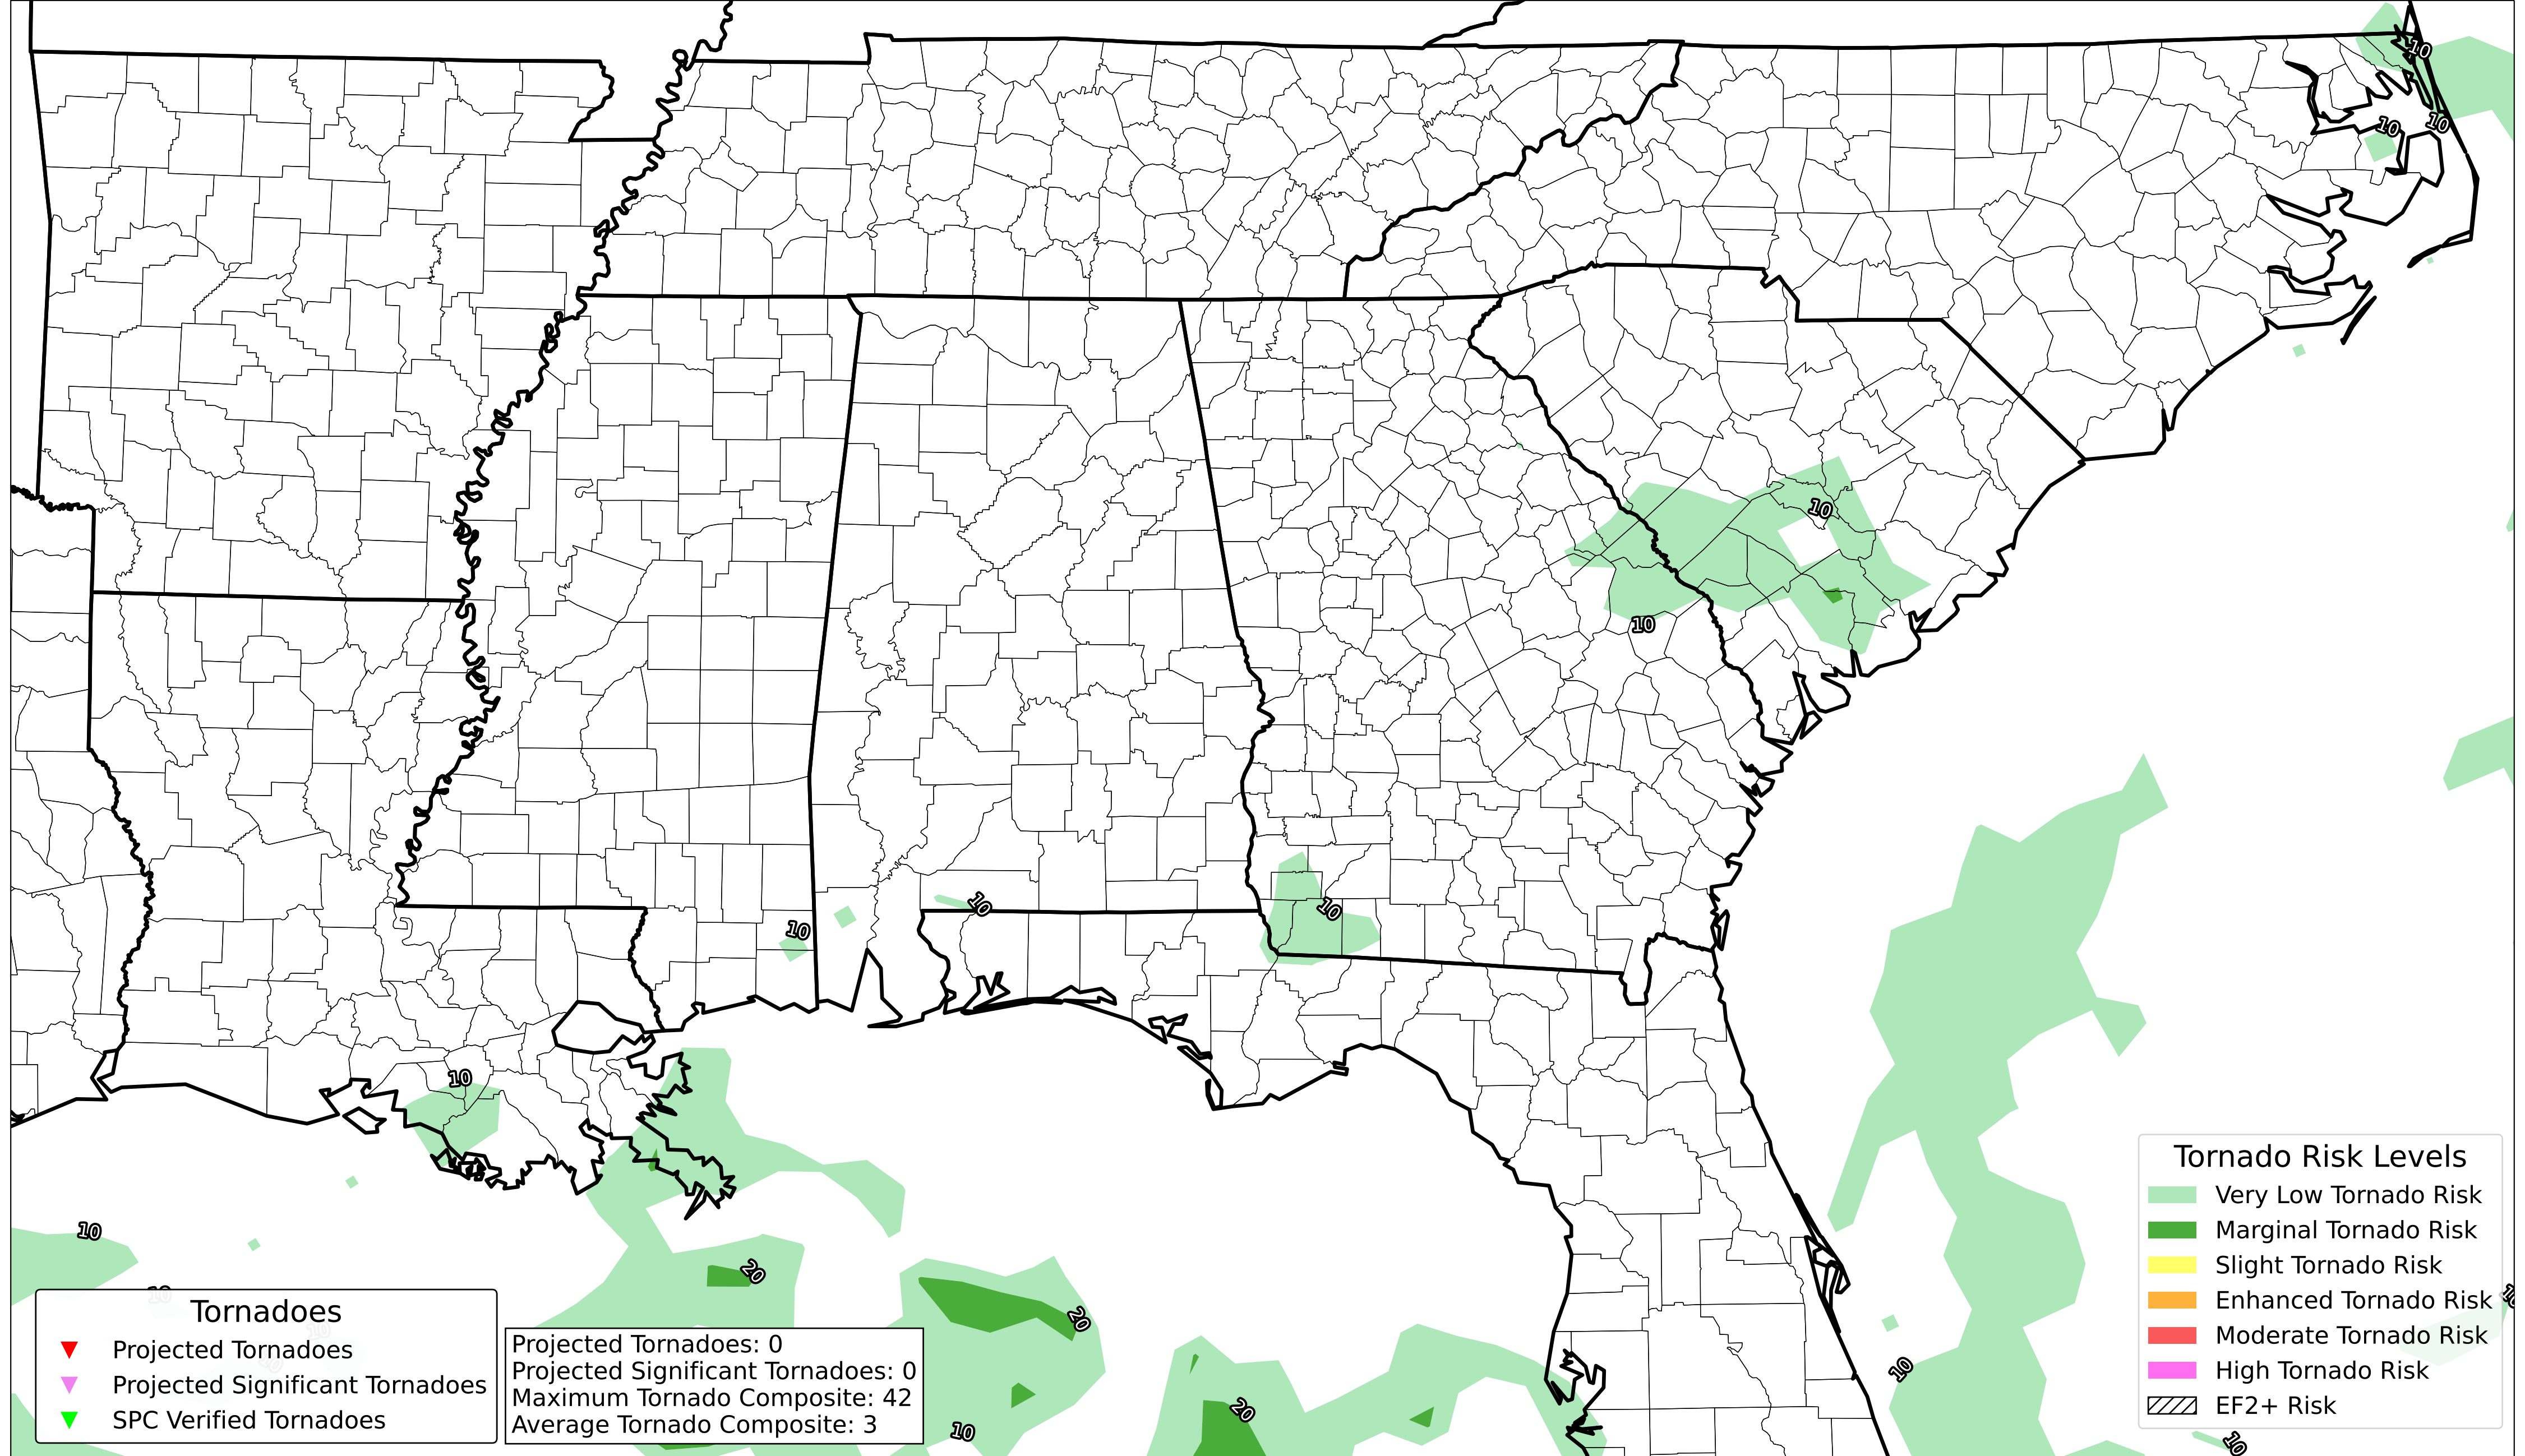 10
10
10
10
10
10
10
10
10
10
20
10
10
20
20
10
10
10
Tornado Risk Levels
Very Low Tornado Risk
Marginal Tornado Risk
Slight Tornado Risk
Enhanced Tornado Risk
Moderate Tornado Risk
High Tornado Risk
EF2+ Risk
Tornadoes
Projected Tornadoes
Projected Significant Tornadoes
SPC Verified Tornadoes
Projected Tornadoes: 0
Projected Significant Tornadoes: 0
Maximum Tornado Composite: 42
Average Tornado Composite: 3